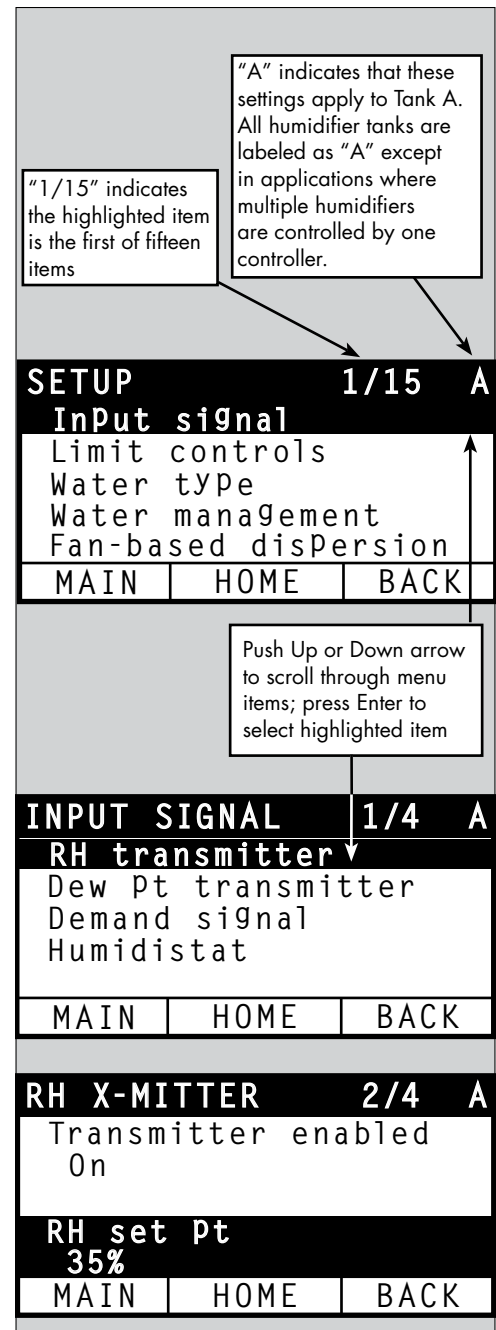 “A” indicates that these
settings apply to Tank A.
All humidifier tanks are
labeled as “A” except
in applications where
multiple humidifiers
are controlled by one
controller.
“1/15” indicates
the highlighted item
is the first of fifteen
items
SETUP 1/15 A
Input signal
Limit controls
Water type
Water management
Fan-based dispersion
MAIN HOME BACK
Push Up or Down arrow
to scroll through menu
items; press Enter to
select highlighted item
INPUT SIGNAL 1/4 A
RH transmitter
Dew pt transmitter
Demand signal
Humidistat
MAIN HOME BACK
RH X-MITTER 2/4 A
Transmitter enabled
On
RH set pt
35%
MAIN HOME BACK